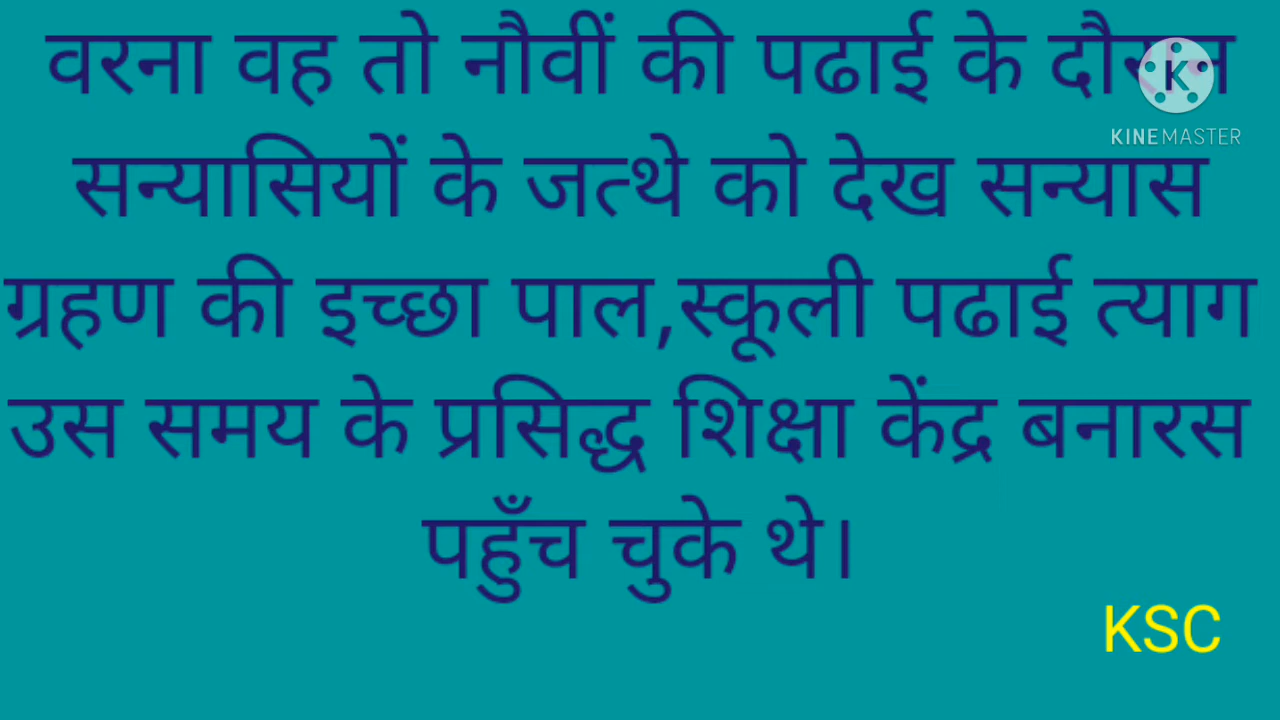 वरना वह तो नौवीं की पढाई के दौरान
KINEMASTER
सन्यासियों के जत्थे को देख सन्यास
ग्रहण की इच्छा पाल,स्कूली पढाई त्याग
उस समय के प्रसिद्ध शिक्षा केंद्र बनारस
पहुँच चुके थे।
KSC